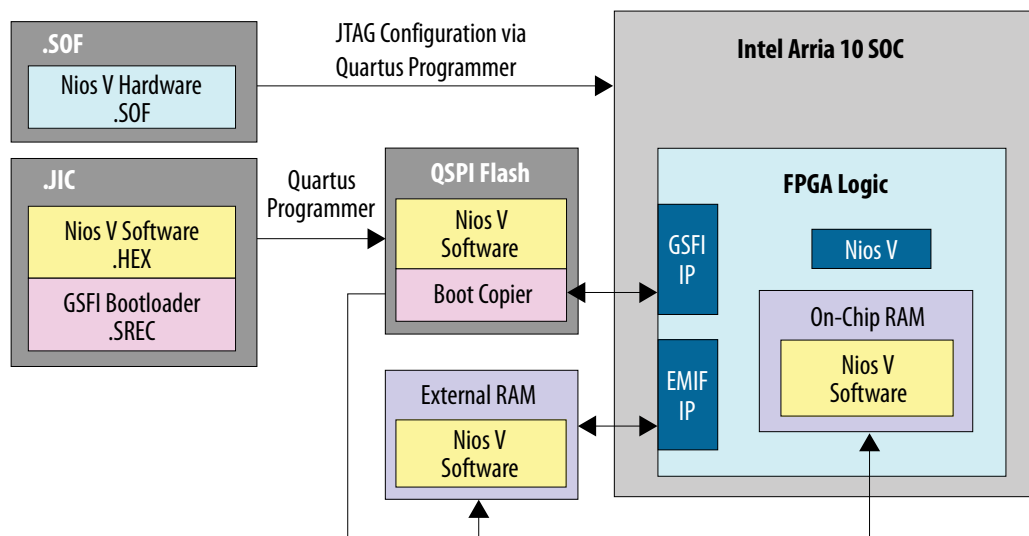 .SOF
Nios V Hardware
.SOF
JTAG Configuration via
Quartus Programmer
Intel Arria 10 SOC
.JIC
Nios V Software
.HEX
GSFI Bootloader
.SREC
Quartus
Programmer
QSPI Flash
Nios V
Software
Boot Copier
External RAM
Nios V
Software
FPGA Logic
GSFI
IP
EMIF
IP
Nios V
On-Chip RAM
Nios V
Software